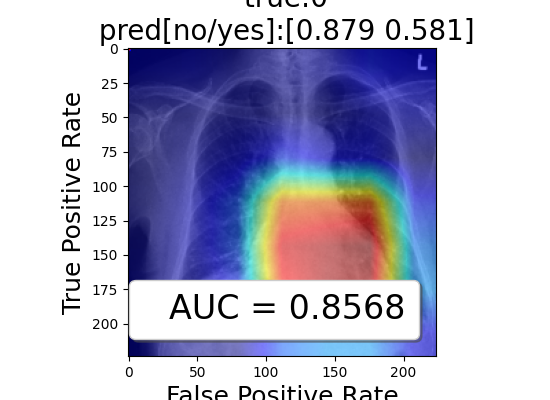 true:0
pred[no/yes]:[0.879 0.581]
L
0
25
50
75
100
125
150
175
200
True Positive Rate
AUC = 0.8568
0 50 100 150 200
False Positive Rate